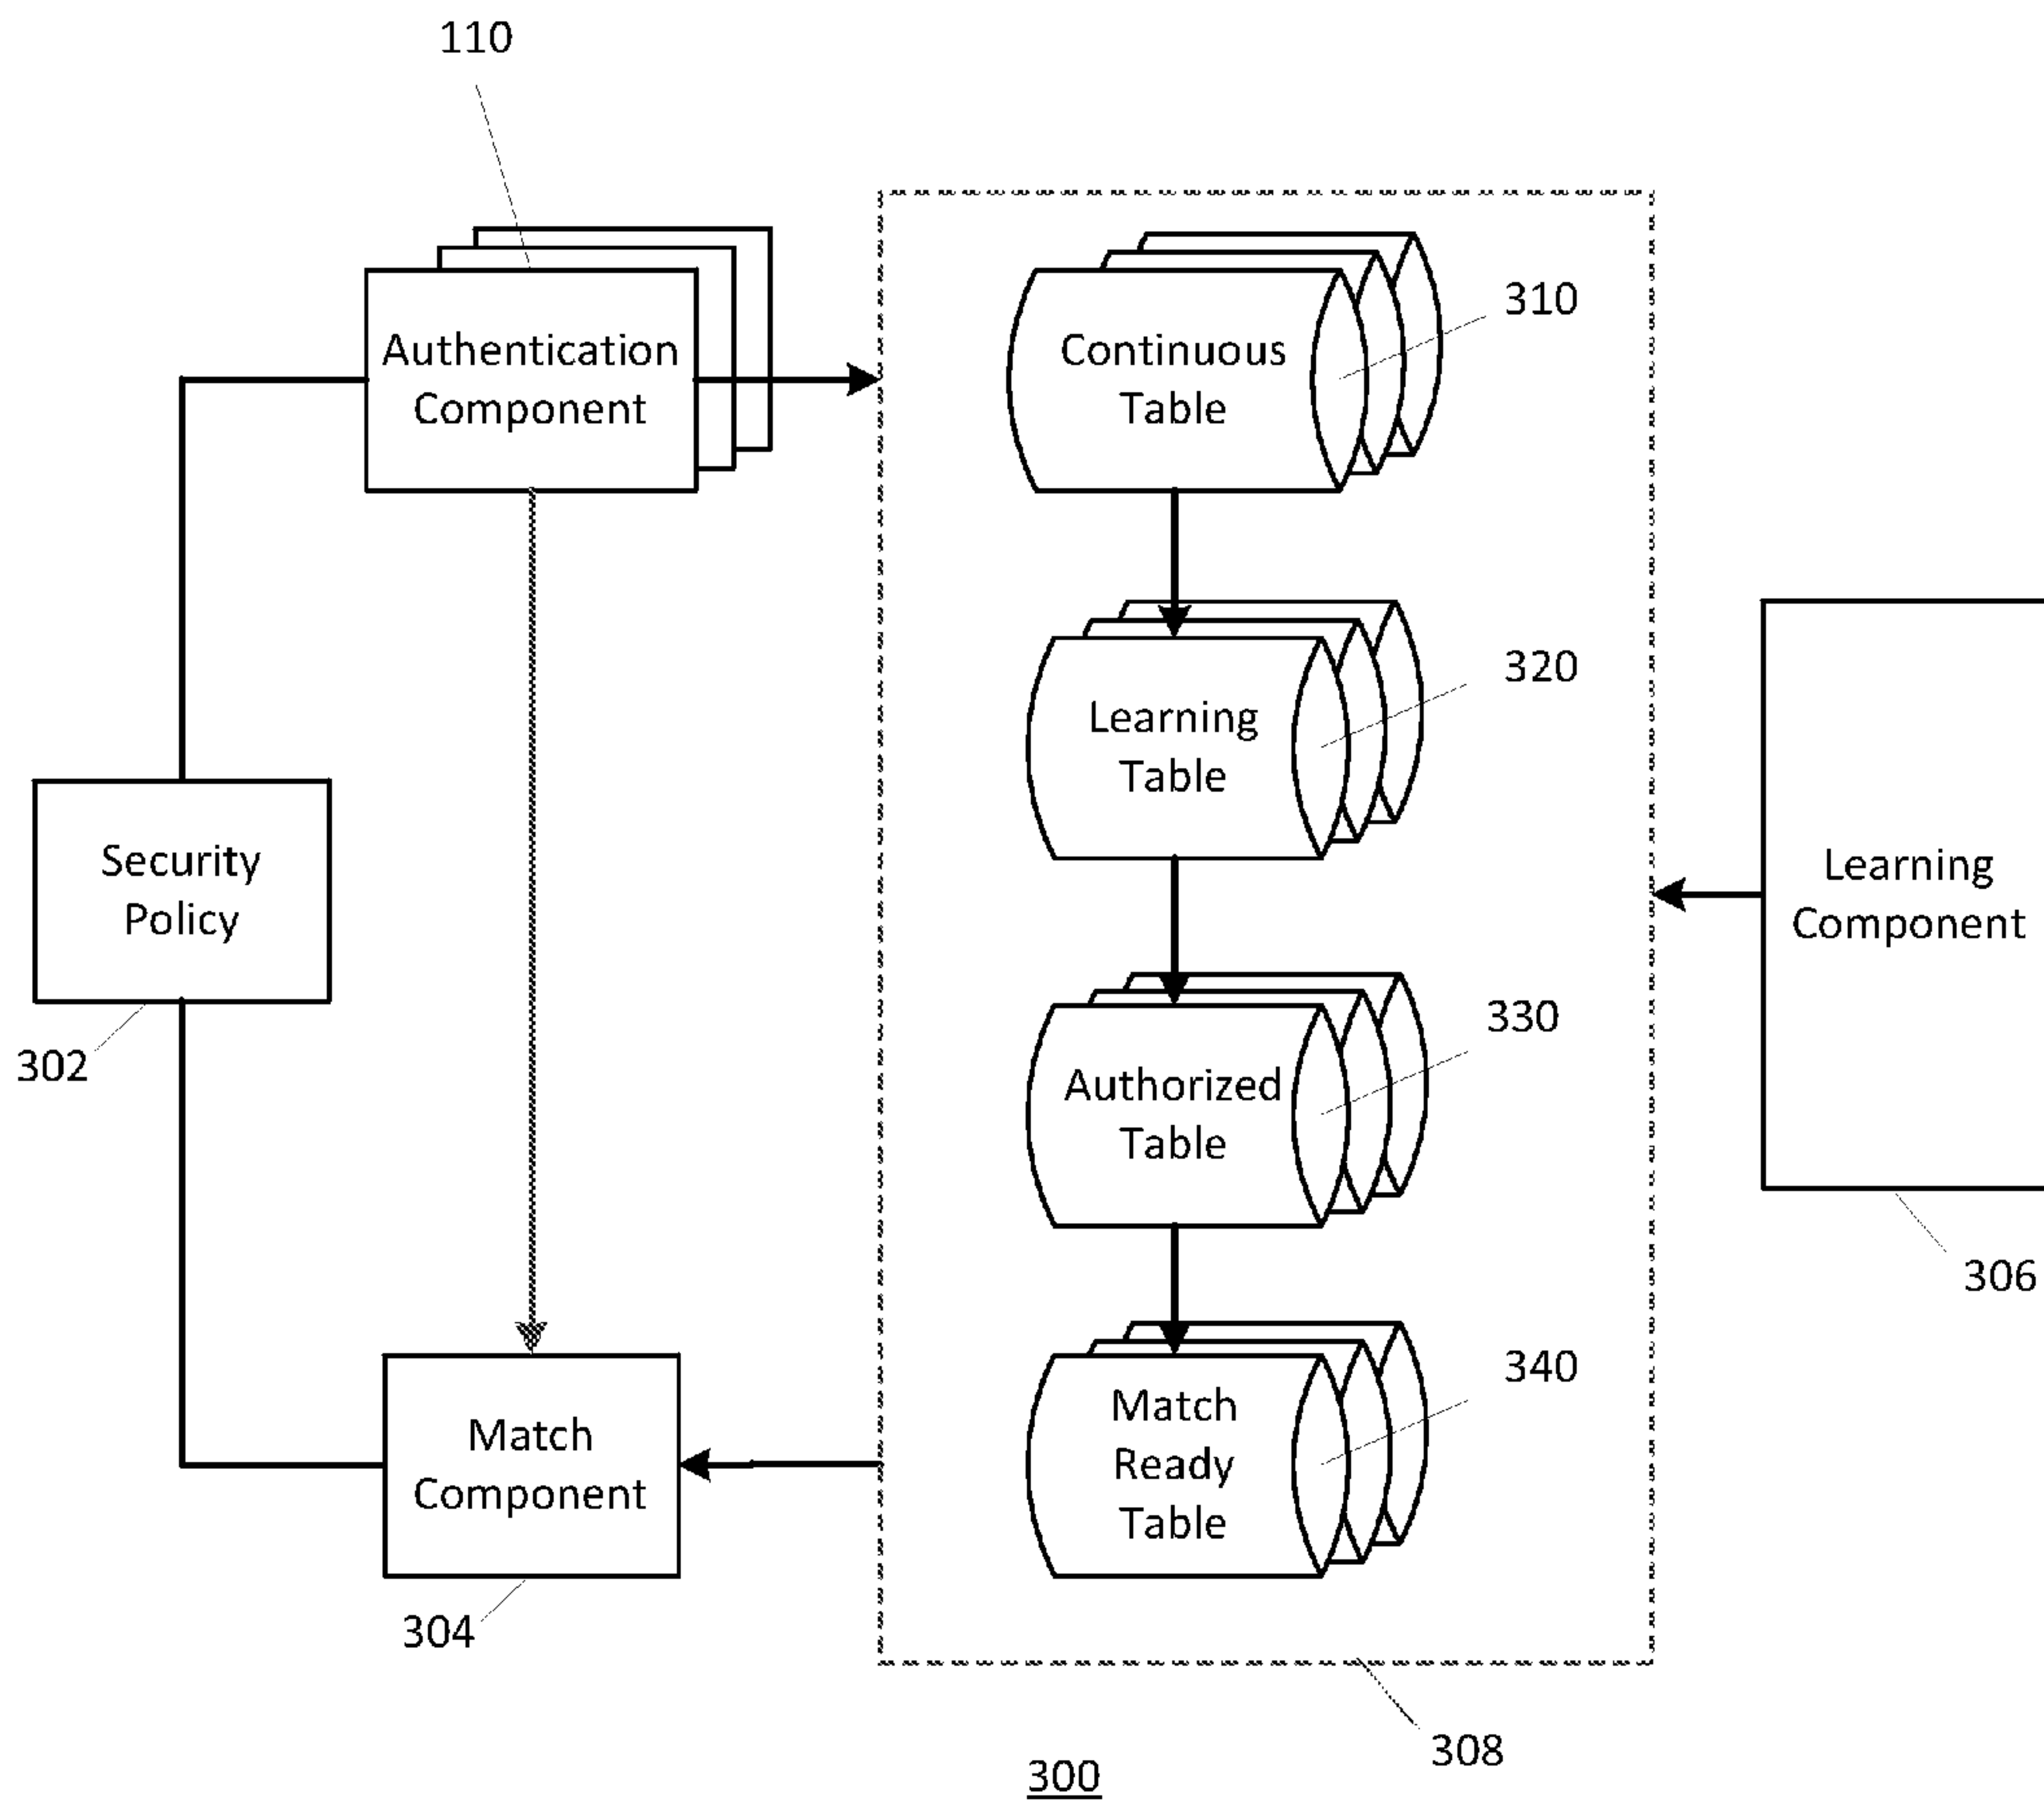 110
Authentication
Component
Continuous
Table
310
Learning
Table
320
Security
Policy
302
Learning
Component
306
Authorized
Table
330
Match
Ready
Table
340
Match
Component
304
308
300